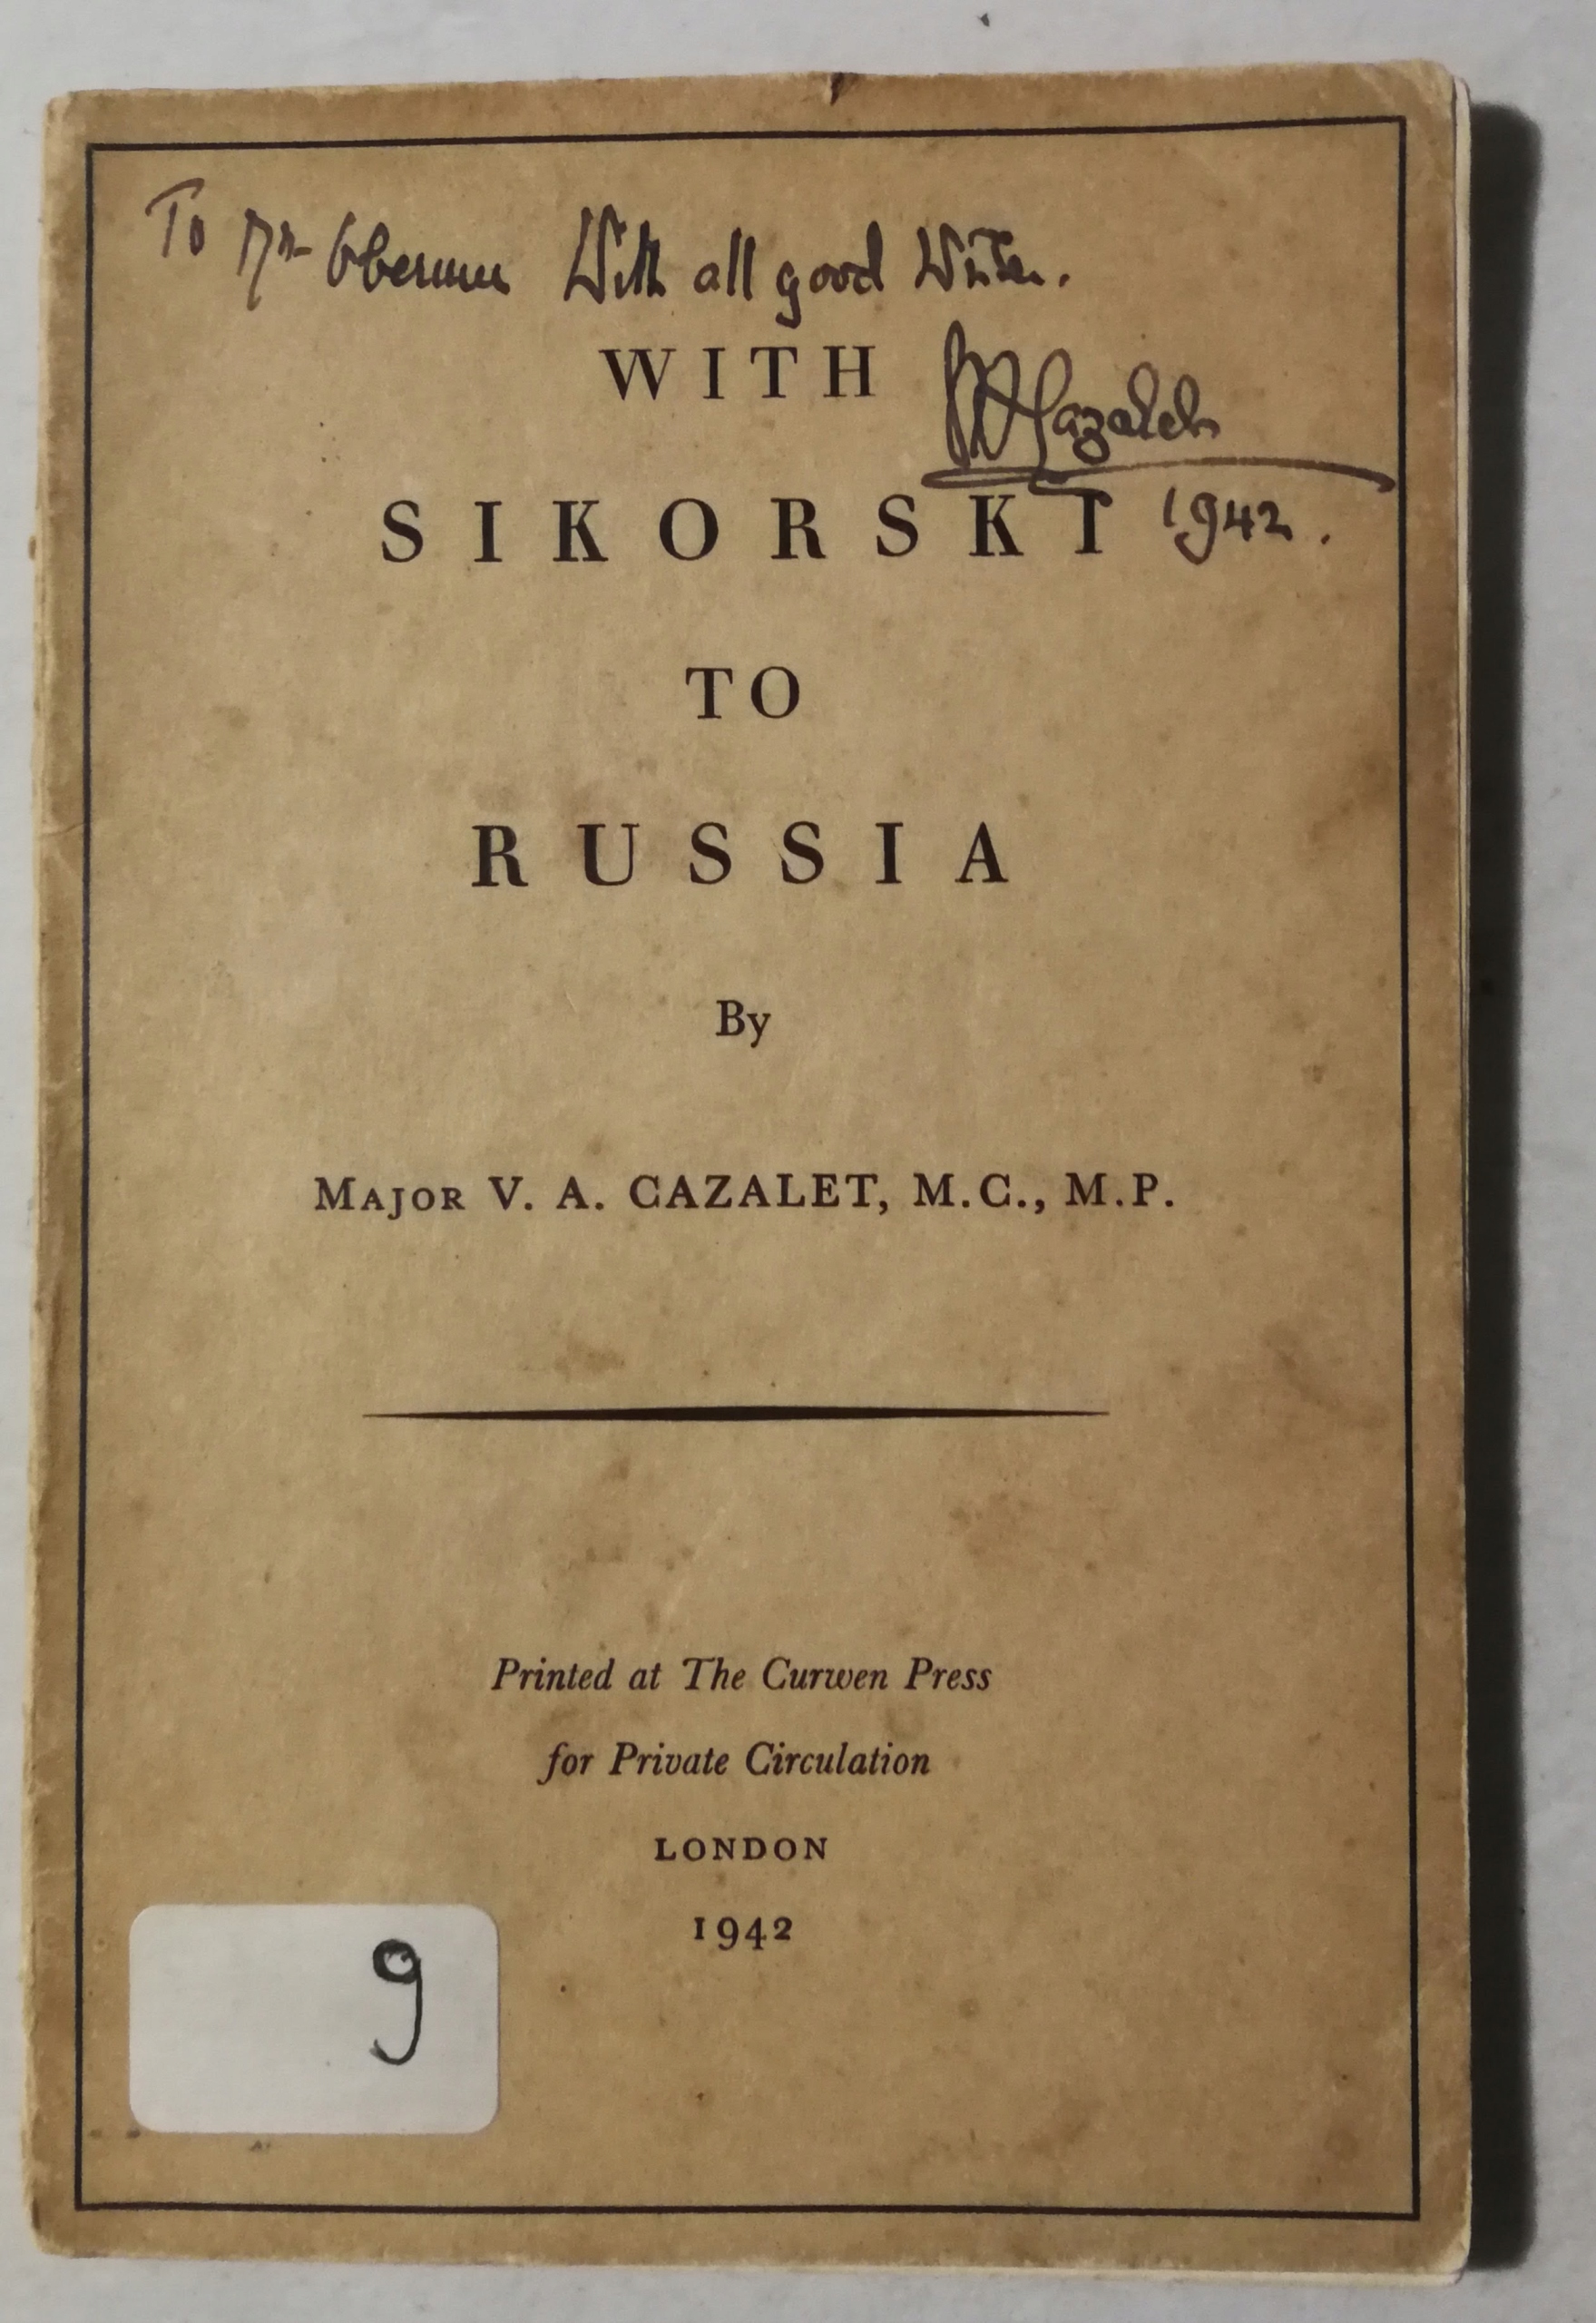 To Mr With all good Wishes.
WITH
VACazalet
SIKORSKI
1942.
TO
RUSSIA
By
MAJOR V. A. CAZALET, M.C., M.P.
Printed at The Curwen Press
for Private Circulation
LONDON
1942
9